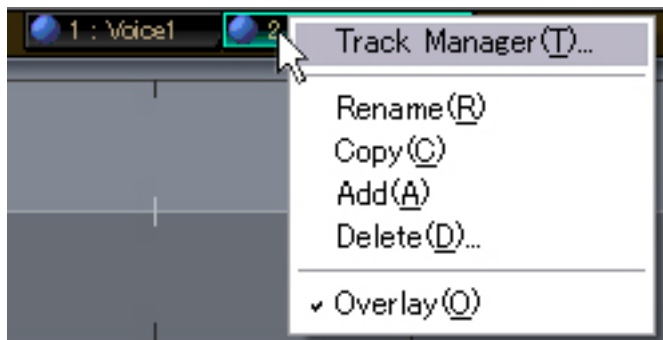 1 : Voice1
2
Track Manager(T)...
Rename(R)
Copy(C)
Add(A)
Delete(D)...
✓ Overlay(O)